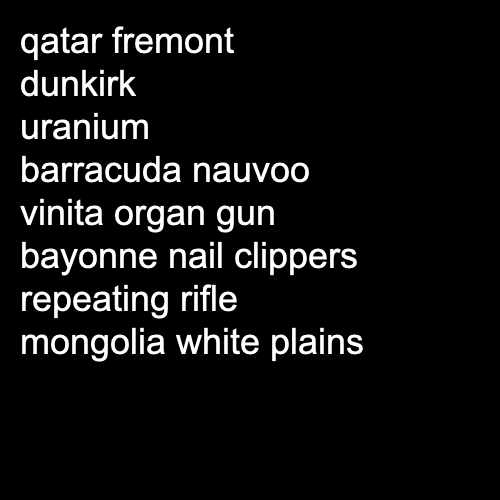 qatar fremont
dunkirk
uranium
barracuda nauvoo
vinita organ gun
bayonne nail clippers
repeating rifle
mongolia white plains